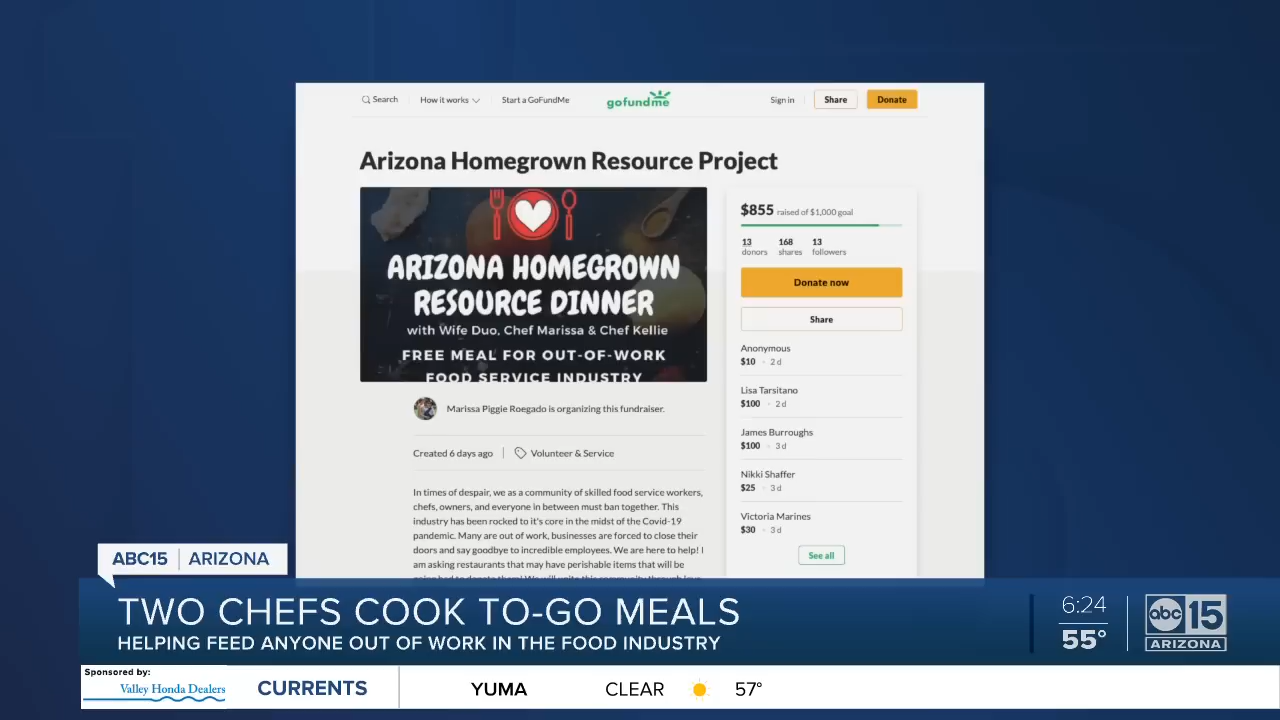 Search
How it works
Start a GoFundMe
gofundme
Sign in
Share
Donate
Arizona Homegrown Resource Project
ARIZONA HOMEGROWN
RESOURCE DINNER
with Wife Duo, Chef Marissa & Chef Kellie
FREE MEAL FOR OUT-OF-WORK
FOOD SERVICE INDUSTRY
$855 raised of $1,000 goal
13 168 13
donors shares followers
Donate now
Share
Anonymous
$10 · 2 d
Lisa Tarsitano
$100 · 2 d
James Burroughs
$100 · 3 d
Nikki Shaffer
$25 · 3 d
Victoria Marines
$30 · 3 d
See all
Marissa Piggie Roegado is organizing this fundraiser.
Created 6 days ago
Volunteer & Service
In times of despair, we as a community of skilled food service workers,
chefs, owners, and everyone in between must ban together. This
industry has been rocked to it's core in the midst of the Covid-19
pandemic. Many are out of work, businesses are forced to close their
doors and say goodbye to incredible employees. We are here to help! I
am asking restaurants that may have perishable items that will be
ABC15 | ARIZONA
TWO CHEFS COOK TO-GO MEALS
HELPING FEED ANYONE OUT OF WORK IN THE FOOD INDUSTRY
6:24
55°
abc 15
ARIZONA
Sponsored by:
Valley Honda Dealers
CURRENTS
YUMA
CLEAR
57°